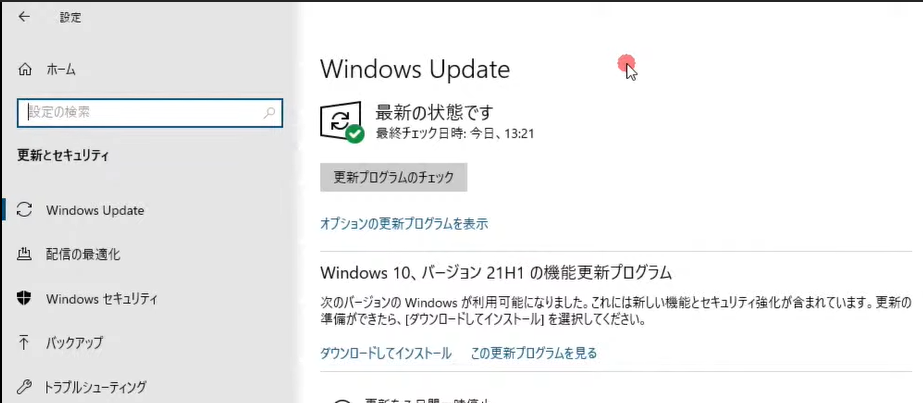 設定
ホーム
設定の検索
更新とセキュリティ
Windows Update
配信の最適化
Windows セキュリティ
バックアップ
トラブルシューティング
Windows Update
最新の状態です
最終チェック日時: 今日、13:21
更新プログラムのチェック
オプションの更新プログラムを表示
Windows 10、バージョン 21H1 の機能更新プログラム
次のバージョンの Windows が利用可能になりました。これには新しい機能とセキュリティ強化が含まれています。更新の
準備ができたら、[ダウンロードしてインストール] を選択してください。
ダウンロードしてインストール この更新プログラムを見る
更新を 7 日間一時停止